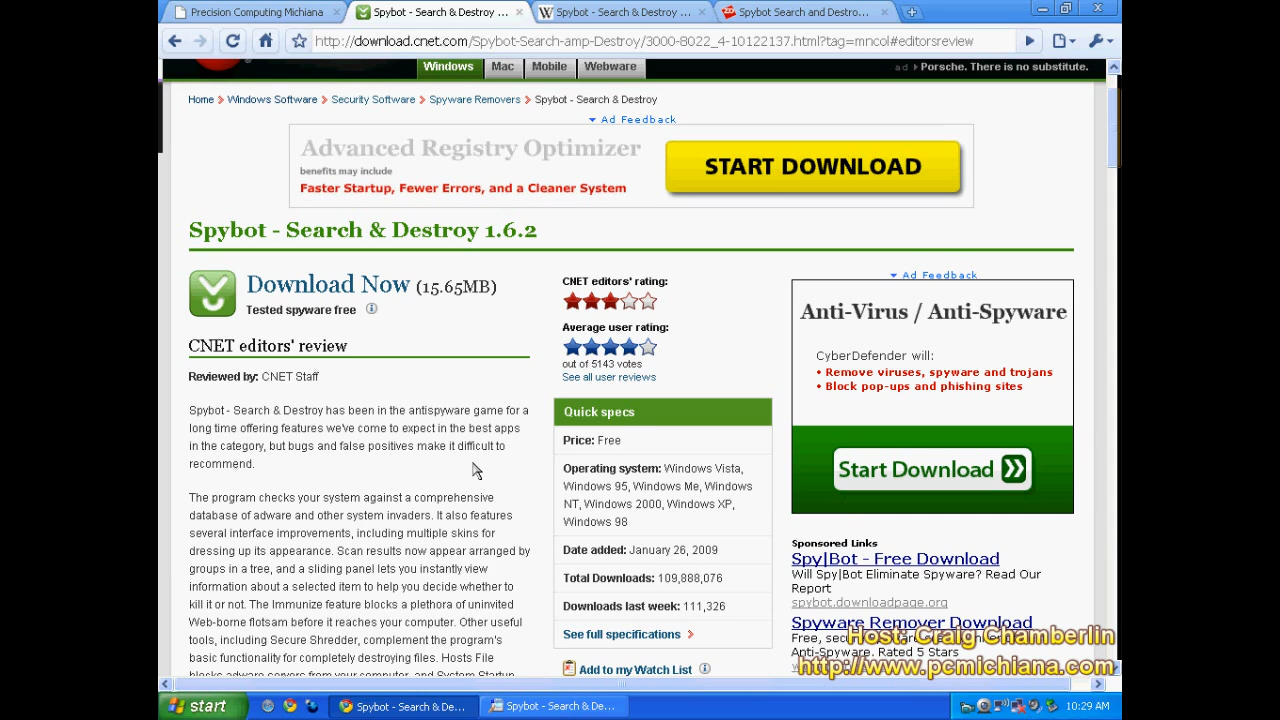 Precision Computing Michiana
Spybot - Search & Destroy ...
Spybot - Search & Destroy ...
Spybot Search and Destro...
http://download.cnet.com/Spybot-Search-amp-Destroy/3000-8022_4-10122137.html?tag=mncol#editorsreview
Windows Mac Mobile Webware
ad Porsche. There is no substitute.
Home > Windows Software > Security Software > Spyware Removers > Spybot - Search & Destroy
Ad Feedback
Advanced Registry Optimizer
benefits may include
Faster Startup, Fewer Errors, and a Cleaner System
START DOWNLOAD
Spybot - Search & Destroy 1.6.2
Download Now (15.65MB)
Tested spyware free
CNET editors' review
Reviewed by: CNET Staff
Spybot - Search & Destroy has been in the antispyware game for a
long time offering features we've come to expect in the best apps
in the category, but bugs and false positives make it difficult to
recommend.
The program checks your system against a comprehensive
database of adware and other system invaders. It also features
several interface improvements, including multiple skins for
dressing up its appearance. Scan results now appear arranged by
groups in a tree, and a sliding panel lets you instantly view
information about a selected item to help you decide whether to
kill it or not. The Immunize feature blocks a plethora of uninvited
Web-borne flotsam before it reaches your computer. Other useful
tools, including Secure Shredder, complement the program's
basic functionality for completely destroying files. Hosts File
blocks adware servers from your computer, and System Startup
CNET editors' rating:
Average user rating:
out of 5143 votes
See all user reviews
Quick specs
Price: Free
Operating system: Windows Vista,
Windows 95, Windows Me, Windows
NT, Windows 2000, Windows XP,
Windows 98
Date added: January 26, 2009
Total Downloads: 109,888,076
Downloads last week: 111,326
See full specifications
Add to my Watch List
Ad Feedback
Anti-Virus / Anti-Spyware
CyberDefender will:
• Remove viruses, spyware and trojans
• Block pop-ups and phishing sites
Start Download
Sponsored Links
Spy|Bot - Free Download
Will Spy|Bot Eliminate Spyware? Read Our
Report
spybot.downloadpage.org
Spyware Remover Download
Free, sec
Anti-Spyware. Rated 5 Stars
Host: Craig Chamberlin
http://www.pcmichiana.com
start
Spybot - Search & De...
Spybot - Search & De...
10:29 AM